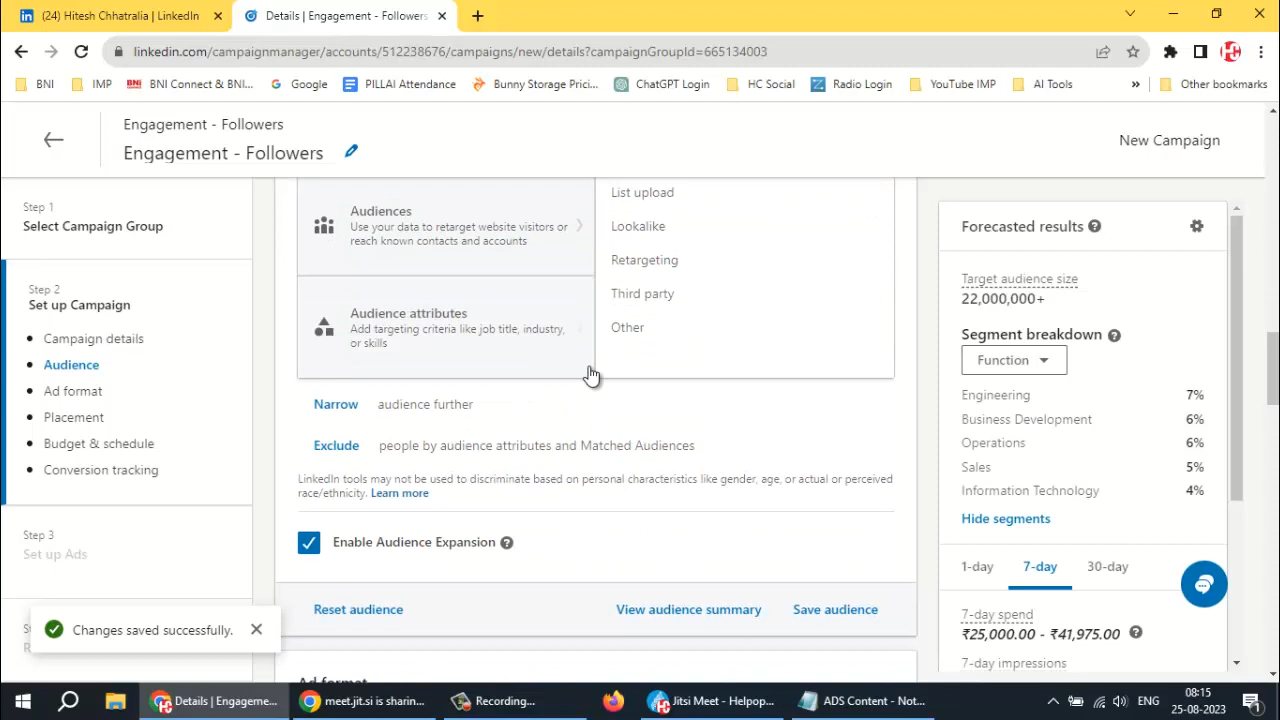 (24) Hitesh Chhatralia | LinkedIn
Details | Engagement - Followers
linkedin.com/campaignmanager/accounts/512238676/campaigns/new/details?campaignGroupId=665134003
BNI
IMP
BNI Connect & BNI...
Google
PILLAI Attendance
Bunny Storage Prici...
ChatGPT Login
HC Social
Radio Login
YouTube IMP
AI Tools
»
Other bookmarks
Engagement - Followers
Engagement - Followers
New Campaign
Step 1
Select Campaign Group
Step 2
Set up Campaign
Campaign details
Audience
Ad format
Placement
Budget & schedule
Conversion tracking
Step 3
Set up Ads
Changes saved successfully.
Audiences
Use your data to retarget website visitors or
reach known contacts and accounts
Audience attributes
Add targeting criteria like job title, industry,
or skills
List upload
Lookalike
Retargeting
Third party
Other
Narrow audience further
Exclude people by audience attributes and Matched Audiences
LinkedIn tools may not be used to discriminate based on personal characteristics like gender, age, or actual or perceived
race/ethnicity. Learn more
Enable Audience Expansion
Reset audience
View audience summary
Save audience
Ad format
Forecasted results
Target audience size
22,000,000+
Segment breakdown
Function
Engineering 7%
Business Development 6%
Operations 6%
Sales 5%
Information Technology 4%
Hide segments
1-day 7-day 30-day
7-day spend
₹25,000.00 - ₹41,975.00
7-day impressions
Details | Engageme...
meet.jit.si is sharin...
Recording...
Jitsi Meet - Helpop...
ADS Content - Not...
ENG
08:15
25-08-2023